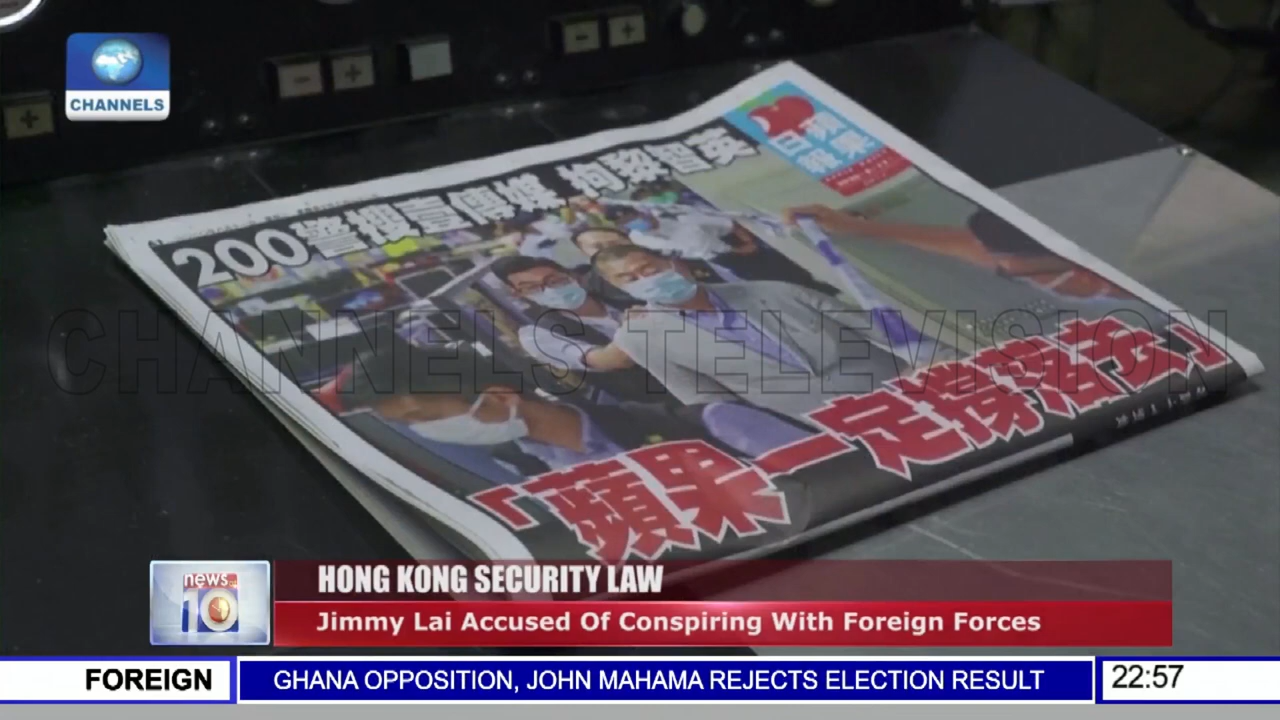 CHANNELS
200警搜壹傳媒 拘黎智英
蘋果
日報
CHANNELS TELEVISION
「蘋果一定撐落去」
news
10
HONG KONG SECURITY LAW
Jimmy Lai Accused Of Conspiring With Foreign Forces
FOREIGN
GHANA OPPOSITION, JOHN MAHAMA REJECTS ELECTION RESULT
22:57